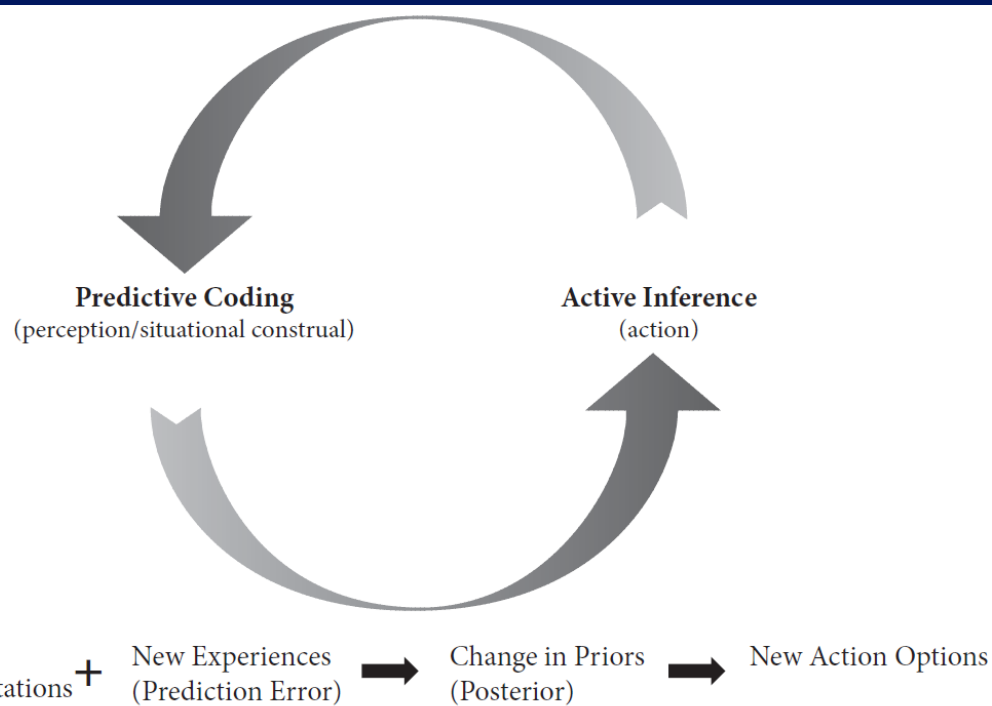 Predictive Coding
(perception/situational construal)
Active Inference
(action)
+
New Experiences
(Prediction Error)
Change in Priors
(Posterior)
New Action Options